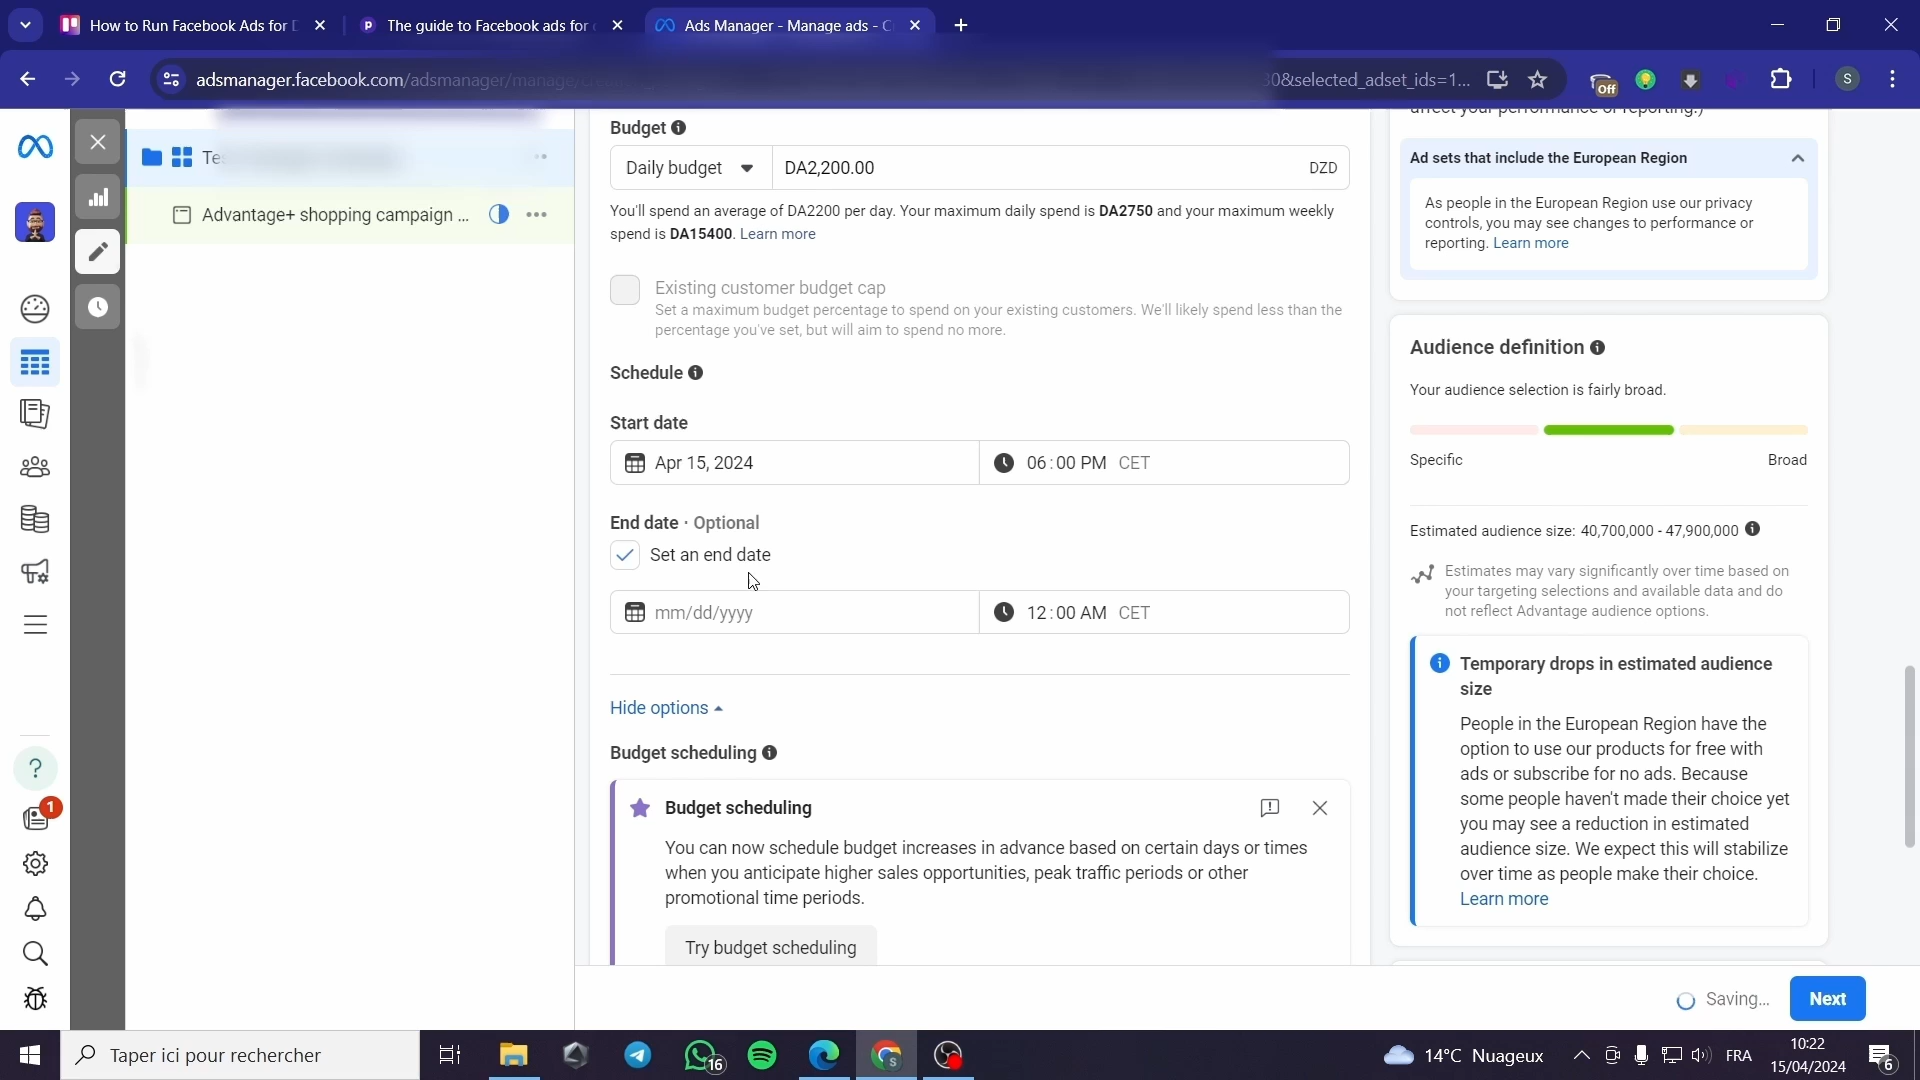 How to Run Facebook Ads for D
The guide to Facebook ads for
Ads Manager - Manage ads - C
adsmanager.facebook.com/adsmanager/manage/
30&selected_adset_ids=1...
Off
S
affect your performance or reporting.)
Te
Advantage+ shopping campaign ...
Budget
Daily budget
DA2,200.00
DZD
You'll spend an average of DA2200 per day. Your maximum daily spend is DA2750 and your maximum weekly
spend is DA15400. Learn more
Existing customer budget cap
Set a maximum budget percentage to spend on your existing customers. We'll likely spend less than the
percentage you've set, but will aim to spend no more.
Schedule
Start date
Apr 15, 2024
06:00 PM CET
End date · Optional
Set an end date
mm/dd/yyyy
12:00 AM CET
Hide options
Budget scheduling
Budget scheduling
You can now schedule budget increases in advance based on certain days or times
when you anticipate higher sales opportunities, peak traffic periods or other
promotional time periods.
Try budget scheduling
Ad sets that include the European Region
As people in the European Region use our privacy
controls, you may see changes to performance or
reporting. Learn more
Audience definition
Your audience selection is fairly broad.
Specific
Broad
Estimated audience size: 40,700,000 - 47,900,000
Estimates may vary significantly over time based on
your targeting selections and available data and do
not reflect Advantage audience options.
Temporary drops in estimated audience
size
People in the European Region have the
option to use our products for free with
ads or subscribe for no ads. Because
some people haven't made their choice yet
you may see a reduction in estimated
audience size. We expect this will stabilize
over time as people make their choice.
Learn more
Saving...
Next
1
Taper ici pour rechercher
16
S
14°C Nuageux
FRA
10:22
15/04/2024
6